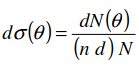 dσ(θ) = dN(θ) / (n d) N